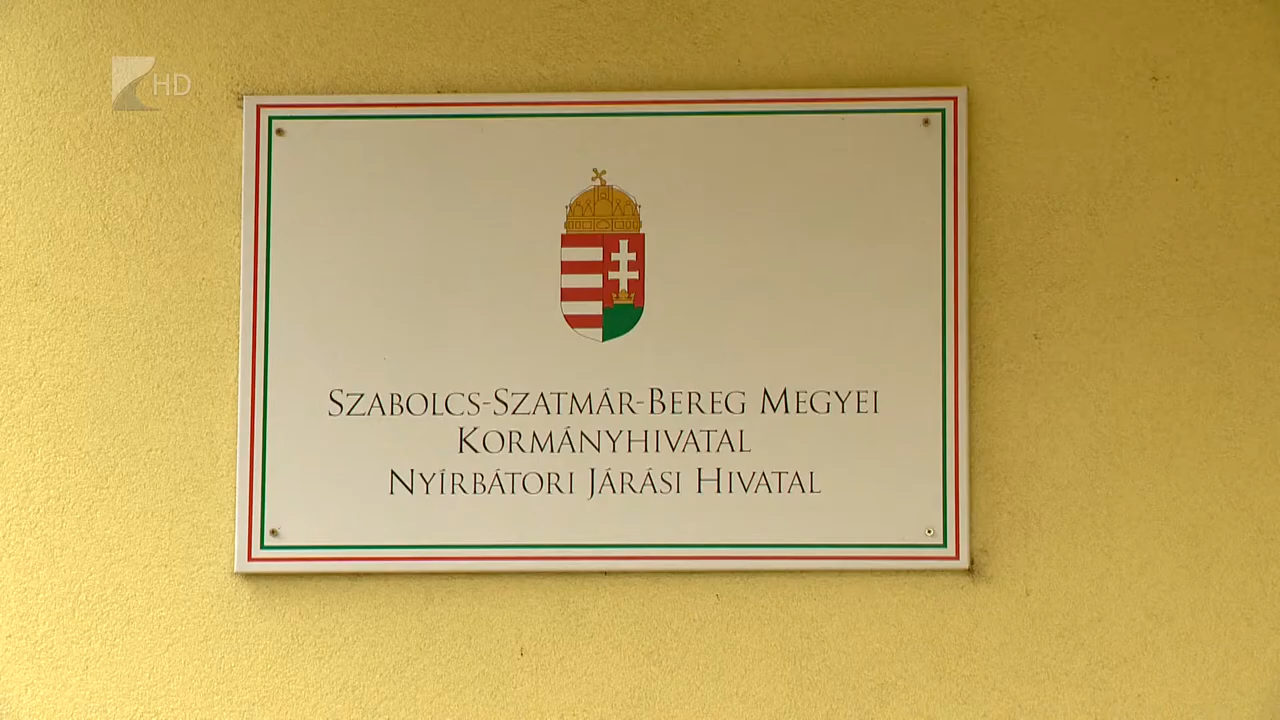 HD
SZABOLCS-SZATMÁR-BEREG MEGYEI
KORMÁNYHIVATAL
NYÍRBÁTORI JÁRÁSI HIVATAL